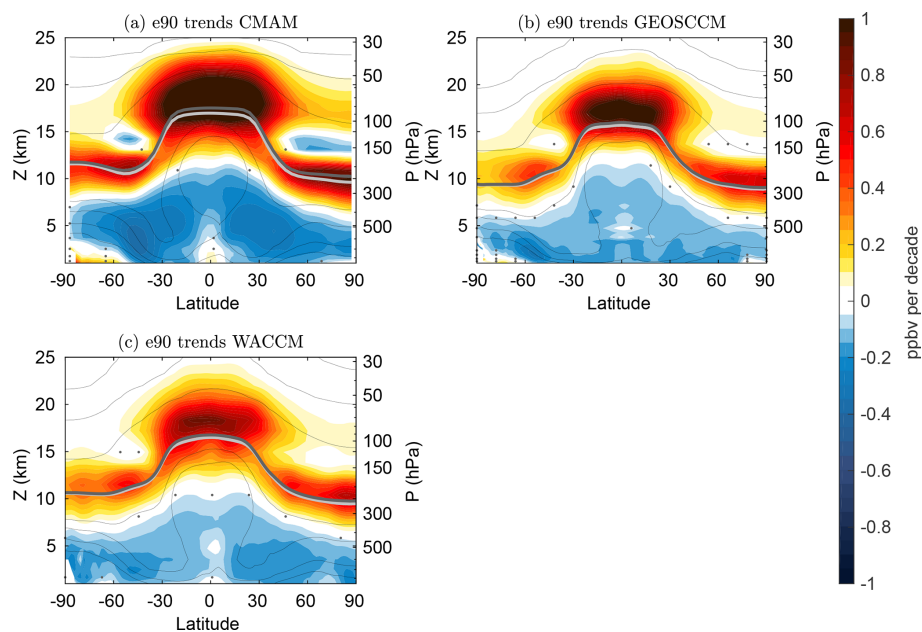 (a) e90 trends CMAM
25
20
15
10
5
Z (km)
30
50
100
150
300
500
P (hPa)
-90 -60 -30 0 30 60 90
Latitude
(b) e90 trends GEOSCCM
25
20
15
10
5
Z (km)
30
50
100
150
300
500
P (hPa)
-90 -60 -30 0 30 60 90
Latitude
(c) e90 trends WACCM
25
20
15
10
5
Z (km)
30
50
100
150
300
500
P (hPa)
-90 -60 -30 0 30 60 90
Latitude
1
0.8
0.6
0.4
0.2
0
-0.2
-0.4
-0.6
-0.8
-1
ppbv per decade